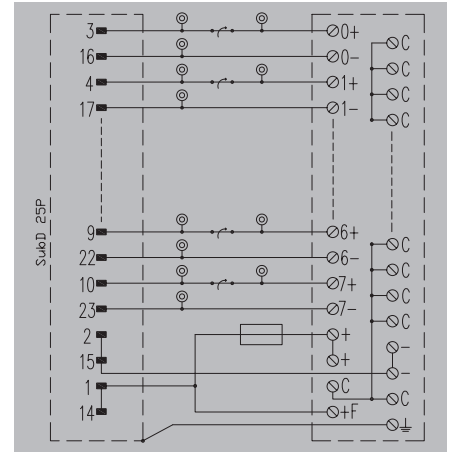 3 0+ C
16 0-
4 1+ C
17 1- C
C
SubD 25P
9 6+ C
22 6- C
10 7+ C
23 7- C
2 + -
15 + -
1 C C
14 +F